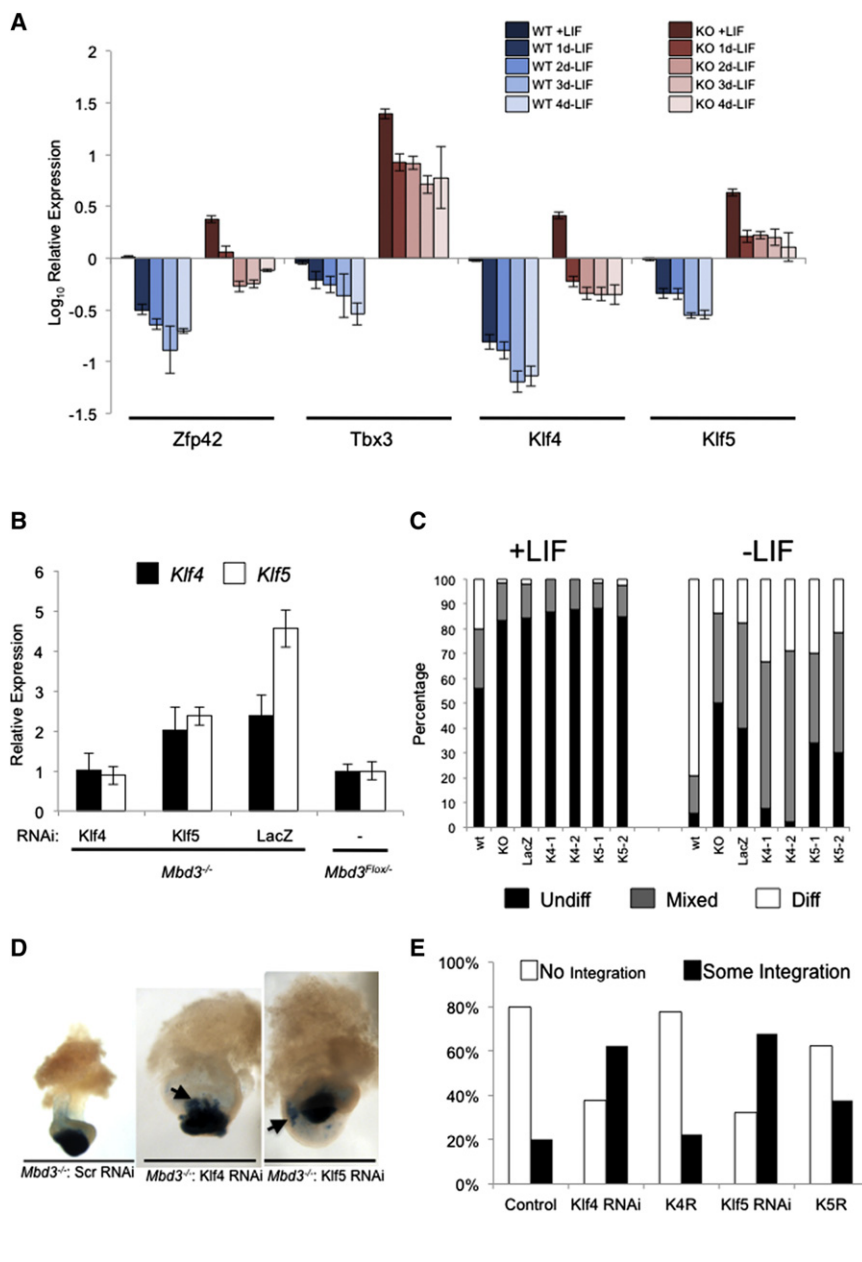 A
WT +LIF
WT 1d-LIF
WT 2d-LIF
WT 3d-LIF
WT 4d-LIF
KO +LIF
KO 1d-LIF
KO 2d-LIF
KO 3d-LIF
KO 4d-LIF
Log10 Relative Expression
2
1.5
1
0.5
0
-0.5
-1
-1.5
Zfp42 Tbx3 Klf4 Klf5
B
Klf4 Klf5
Relative Expression
6
5
4
3
2
1
0
RNAi: Klf4 Klf5 LacZ -
Mbd3-/- Mbd3Flox/-
C
+LIF -LIF
Percentage
100
90
80
70
60
50
40
30
20
10
0
wt KO LacZ K4-1 K4-2 K5-1 K5-2 wt KO LacZ K4-1 K4-2 K5-1 K5-2
Undiff Mixed Diff
D
Mbd3-/-: Scr RNAi Mbd3-/-: Klf4 RNAi Mbd3-/-: Klf5 RNAi
E
No Integration Some Integration
100%
80%
60%
40%
20%
0%
Control Klf4 RNAi K4R Klf5 RNAi K5R